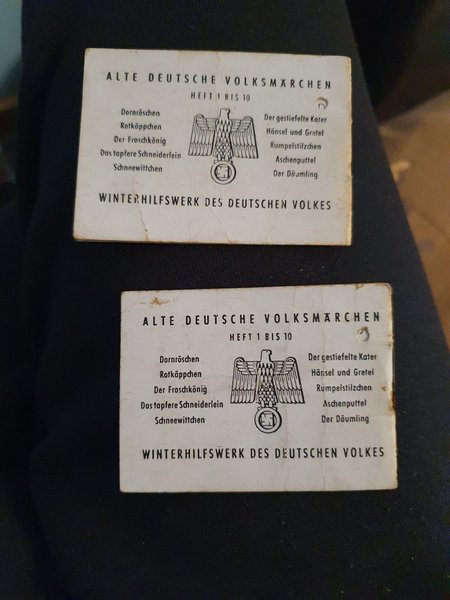 ALTE DEUTSCHE VOLKSMÄRCHEN
HEFT 1 BIS 10
Dornröschen
Rotkäppchen
Der Froschkönig
Das tapfere Schneiderlein
Schneewittchen
Der gestiefelte Kater
Hänsel und Gretel
Rumpelstilzchen
Aschenputtel
Der Däumling
WINTERHILFSWERK DES DEUTSCHEN VOLKES
ALTE DEUTSCHE VOLKSMÄRCHEN
HEFT 1 BIS 10
Dornröschen
Rotkäppchen
Der Froschkönig
Das tapfere Schneiderlein
Schneewittchen
Der gestiefelte Kater
Hänsel und Gretel
Rumpelstilzchen
Aschenputtel
Der Däumling
WINTERHILFSWERK DES DEUTSCHEN VOLKES